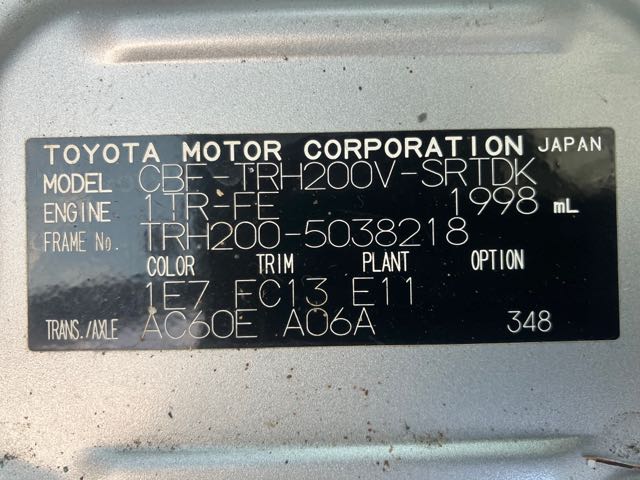 TOYOTA MOTOR CORPORATION JAPAN
MODEL CBF-TRH200V-SRTDK
ENGINE 1TR-FE 1998 mL
FRAME No. TRH200-5038218
COLOR TRIM PLANT OPTION
1E7 FC13 E11
TRANS./AXLE AC60E A06A 348